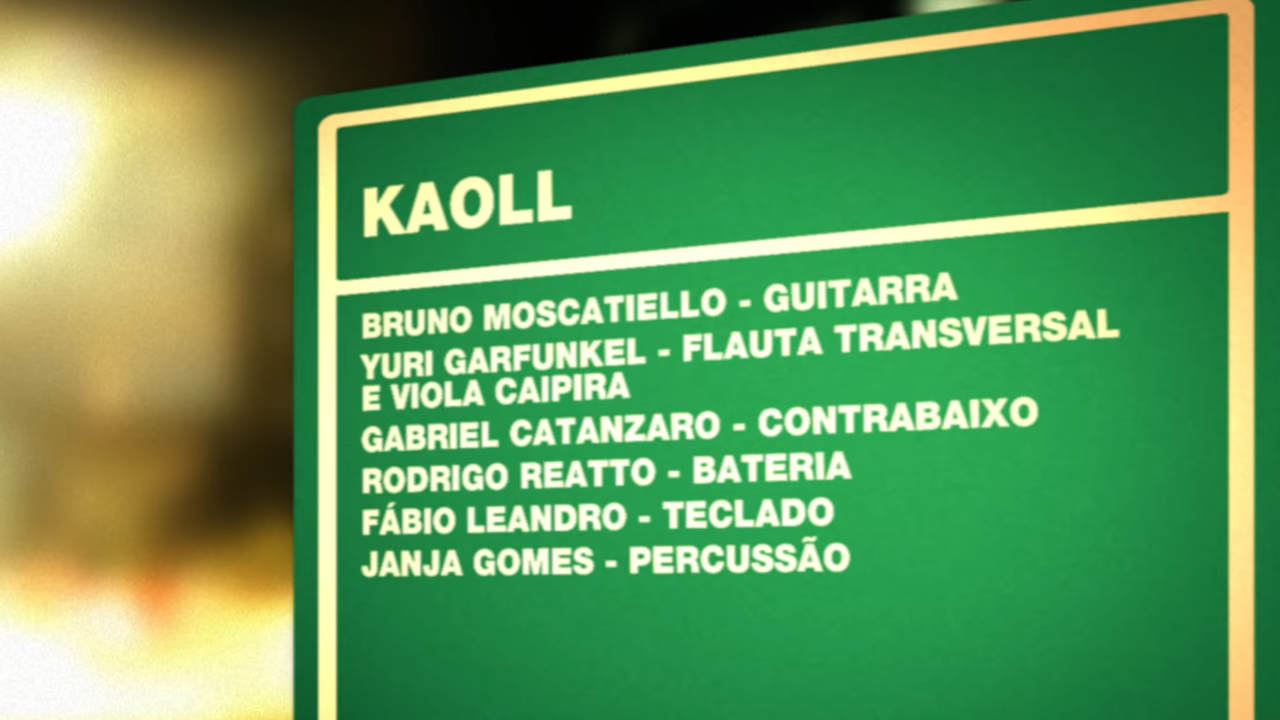 KAOLL
BRUNO MOSCATIELLO - GUITARRA
YURI GARFUNKEL - FLAUTA TRANSVERSAL
E VIOLA CAIPIRA
GABRIEL CATANZARO - CONTRABAIXO
RODRIGO REATTO - BATERIA
FÁBIO LEANDRO - TECLADO
JANJA GOMES - PERCUSSÃO